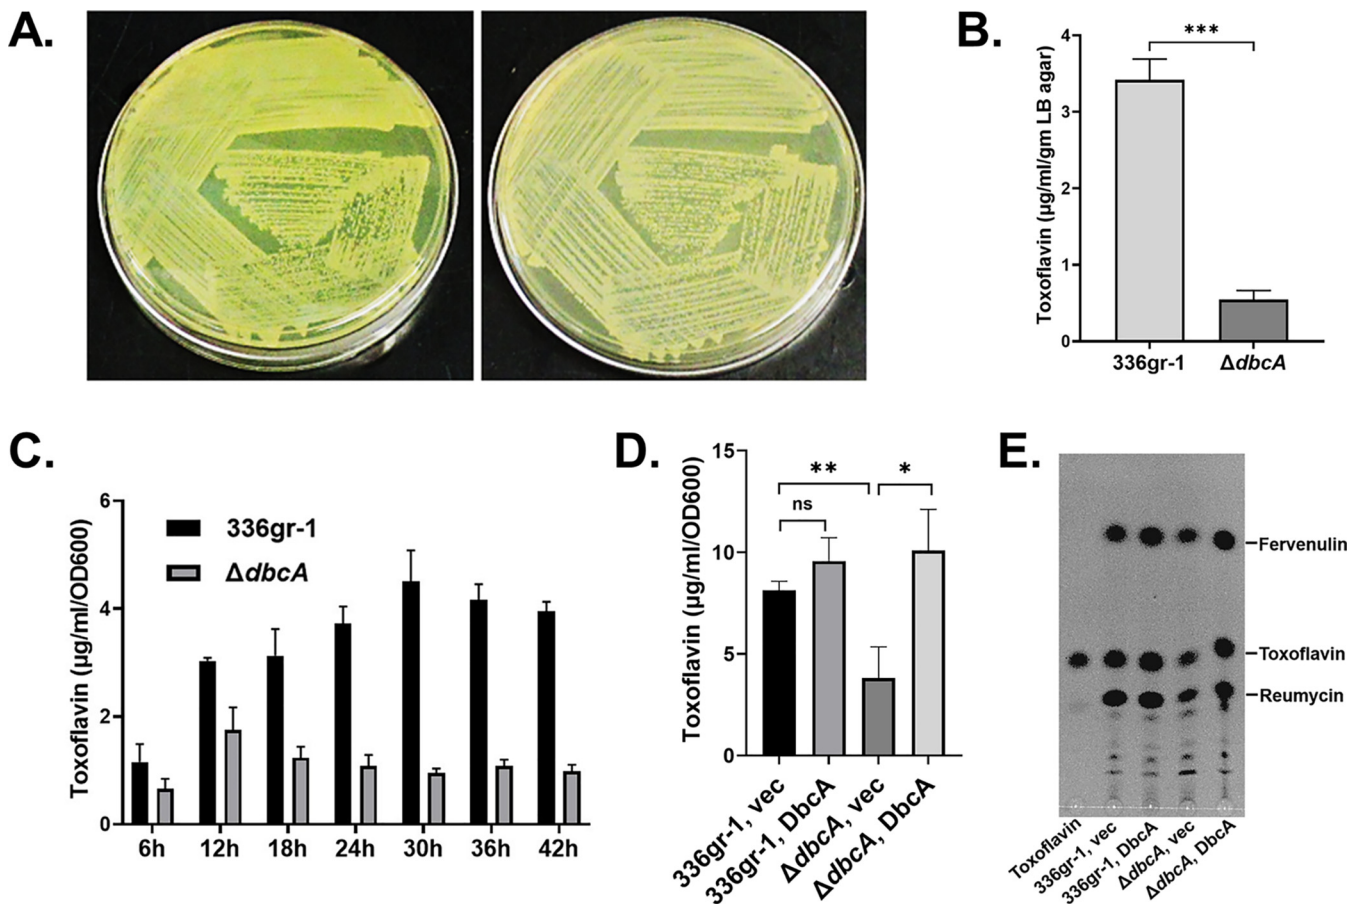 A.
B.
Toxoflavin (µg/ml/gm LB agar)
4
3
2
1
0
***
336gr-1
ΔdbcA
C.
Toxoflavin (µg/ml/OD600)
6
4
2
0
336gr-1
ΔdbcA
6h 12h 18h 24h 30h 36h 42h
D.
Toxoflavin (µg/ml/OD600)
15
10
5
0
**
*
ns
336gr-1, vec
336gr-1, DbcA
ΔdbcA, vec
ΔdbcA, DbcA
E.
Fervenulin
Toxoflavin
Reumycin
Toxoflavin
336gr-1, vec
336gr-1, DbcA
ΔdbcA, vec
ΔdbcA, DbcA